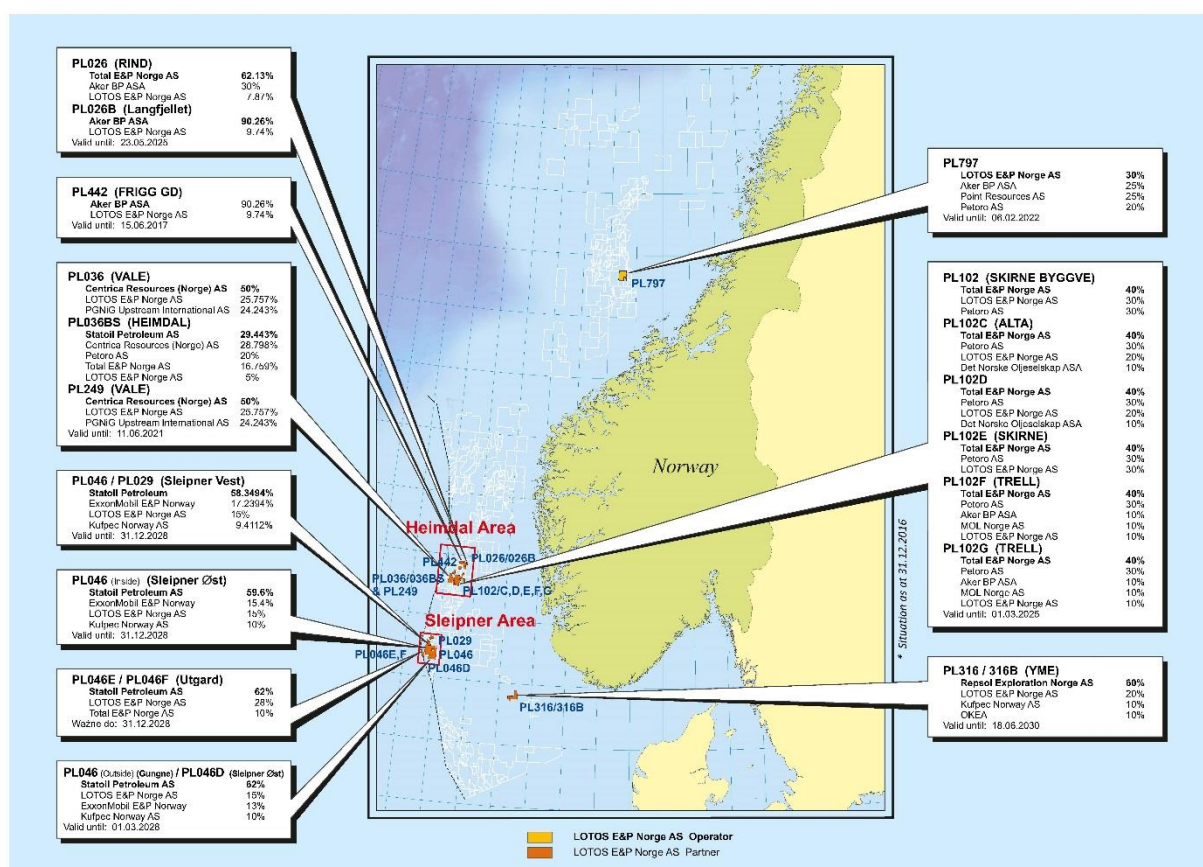 PL026 (RIND)
Total E&P Norge AS 62.13%
Aker BP ASA 30%
LOTOS E&P Norge AS 7.87%
PL026B (Langfjellet)
Aker BP ASA 90.26%
LOTOS E&P Norge AS 9.74%
Valid until: 23.05.2025
PL442 (FRIGG GD)
Aker BP ASA 90.26%
LOTOS E&P Norge AS 9.74%
Valid until: 15.06.2017
PL036 (VALE)
Centrica Resources (Norge) AS 50%
LOTOS E&P Norge AS 25.757%
PGNiG Upstream International AS 24.243%
PL036BS (HEIMDAL)
Statoil Petroleum AS 29.443%
Centrica Resources (Norge) AS 28.798%
Petoro AS 20%
Total E&P Norge AS 16.759%
LOTOS E&P Norge AS 5%
PL249 (VALE)
Centrica Resources (Norge) AS 50%
LOTOS E&P Norge AS 25.757%
PGNiG Upstream International AS 24.243%
Valid until: 11.06.2021
PL046 / PL029 (Sleipner Vest)
Statoil Petroleum 58.3494%
ExxonMobil E&P Norway 17.2394%
LOTOS E&P Norge AS 15%
Kufpec Norway AS 9.4112%
Valid until: 31.12.2028
PL046 (Inside) (Sleipner Øst)
Statoil Petroleum AS 59.6%
ExxonMobil E&P Norway 15.4%
LOTOS E&P Norge AS 15%
Kufpec Norway AS 10%
Valid until: 31.12.2028
PL046E / PL046F (Utgard)
Statoil Petroleum AS 62%
LOTOS E&P Norge AS 28%
Total E&P Norge AS 10%
Ważne do: 31.12.2028
PL046 (Outside) (Gungne) / PL046D (Sleipner Øst)
Statoil Petroleum AS 62%
LOTOS E&P Norge AS 15%
ExxonMobil E&P Norway 13%
Kufpec Norway AS 10%
Valid until: 01.03.2028
PL797
Norway
Heimdal Area
PL442
PL026/026B
PL036/036BS
& PL249
PL102/C,D,E,F,G
Sleipner Area
PL029
PL046E,F
PL046
PL046D
PL316/316B
* Situation as at 31.12.2016
PL797
LOTOS E&P Norge AS 30%
Aker BP ASA 25%
Point Resources AS 25%
Petoro AS 20%
Valid until: 06.02.2022
PL102 (SKIRNE BYGGVE)
Total E&P Norge AS 40%
LOTOS E&P Norge AS 30%
Petoro AS 30%
PL102C (ALTA)
Total E&P Norge AS 40%
Petoro AS 30%
LOTOS E&P Norge AS 20%
Det Norske Oljeselskap ASA 10%
PL102D
Total E&P Norge AS 40%
Petoro AS 30%
LOTOS E&P Norge AS 20%
Det Norske Oljeselskap ASA 10%
PL102E (SKIRNE)
Total E&P Norge AS 40%
Petoro AS 30%
LOTOS E&P Norge AS 30%
PL102F (TRELL)
Total E&P Norge AS 40%
Petoro AS 30%
Aker BP ASA 10%
MOL Norge AS 10%
LOTOS E&P Norge AS 10%
PL102G (TRELL)
Total E&P Norge AS 40%
Petoro AS 30%
Aker BP ASA 10%
MOL Norge AS 10%
LOTOS E&P Norge AS 10%
Valid until: 01.03.2025
PL316 / 316B (YME)
Repsol Exploration Norge AS 60%
LOTOS E&P Norge AS 20%
Kufpec Norway AS 10%
OKEA 10%
Valid until: 18.06.2030
LOTOS E&P Norge AS Operator
LOTOS E&P Norge AS Partner